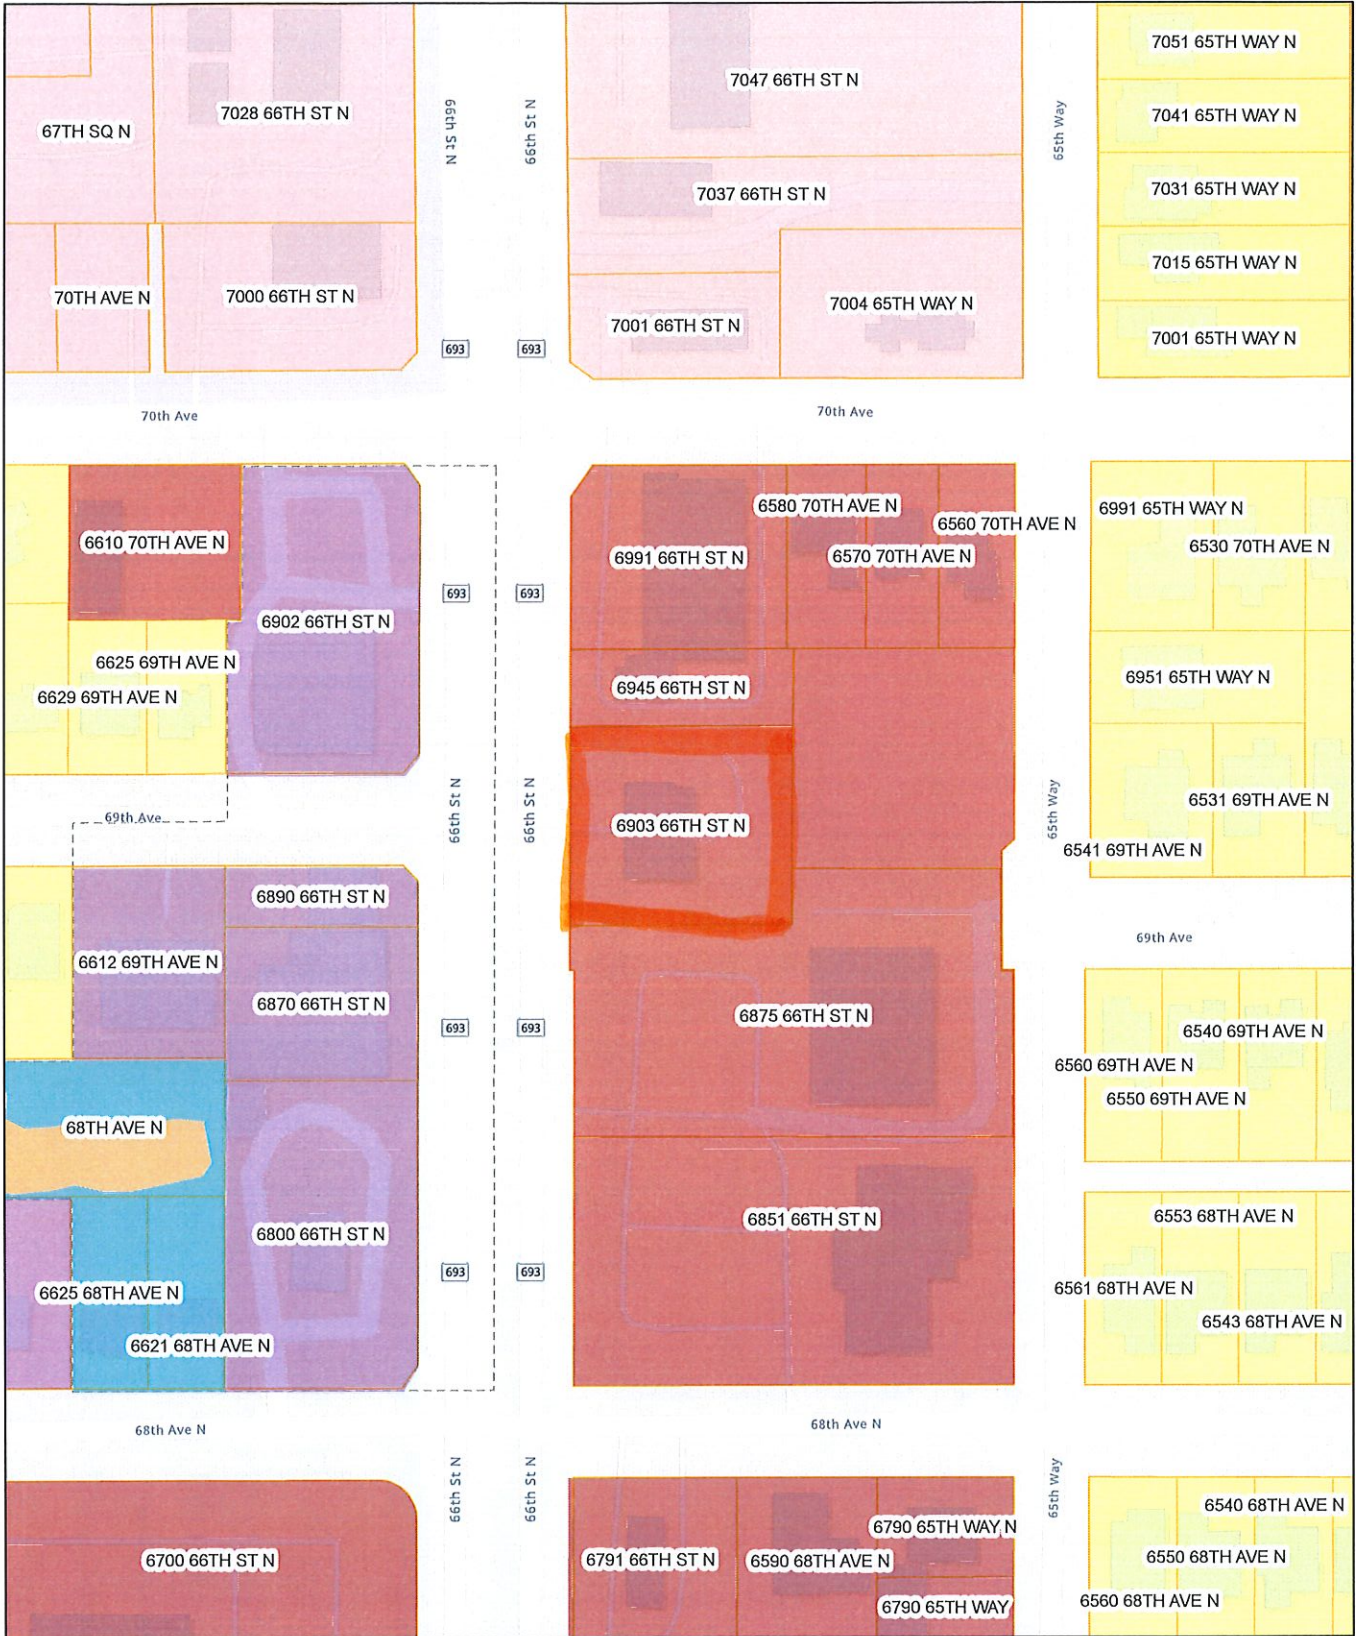 7051 65TH WAY N
7047 66TH ST N
7028 66TH ST N
7041 65TH WAY N
67TH SQ N
66th St N
66th St N
65th Way
7031 65TH WAY N
7037 66TH ST N
7015 65TH WAY N
70TH AVE N
7000 66TH ST N
7004 65TH WAY N
7001 66TH ST N
7001 65TH WAY N
693
693
70th Ave
70th Ave
6580 70TH AVE N
6991 65TH WAY N
6560 70TH AVE N
6610 70TH AVE N
6991 66TH ST N
6570 70TH AVE N
6530 70TH AVE N
693
693
6902 66TH ST N
6625 69TH AVE N
6629 69TH AVE N
6945 66TH ST N
6951 65TH WAY N
66th St N
66th St N
65th Way
6531 69TH AVE N
69th Ave
6903 66TH ST N
6541 69TH AVE N
6890 66TH ST N
69th Ave
6612 69TH AVE N
6870 66TH ST N
6875 66TH ST N
693
693
6540 69TH AVE N
6560 69TH AVE N
6550 69TH AVE N
68TH AVE N
6851 66TH ST N
6553 68TH AVE N
6800 66TH ST N
693
693
6625 68TH AVE N
6561 68TH AVE N
6543 68TH AVE N
6621 68TH AVE N
68th Ave N
68th Ave N
66th St N
66th St N
65th Way
6540 68TH AVE N
6790 65TH WAY N
6700 66TH ST N
6791 66TH ST N
6590 68TH AVE N
6550 68TH AVE N
6560 68TH AVE N
6790 65TH WAY